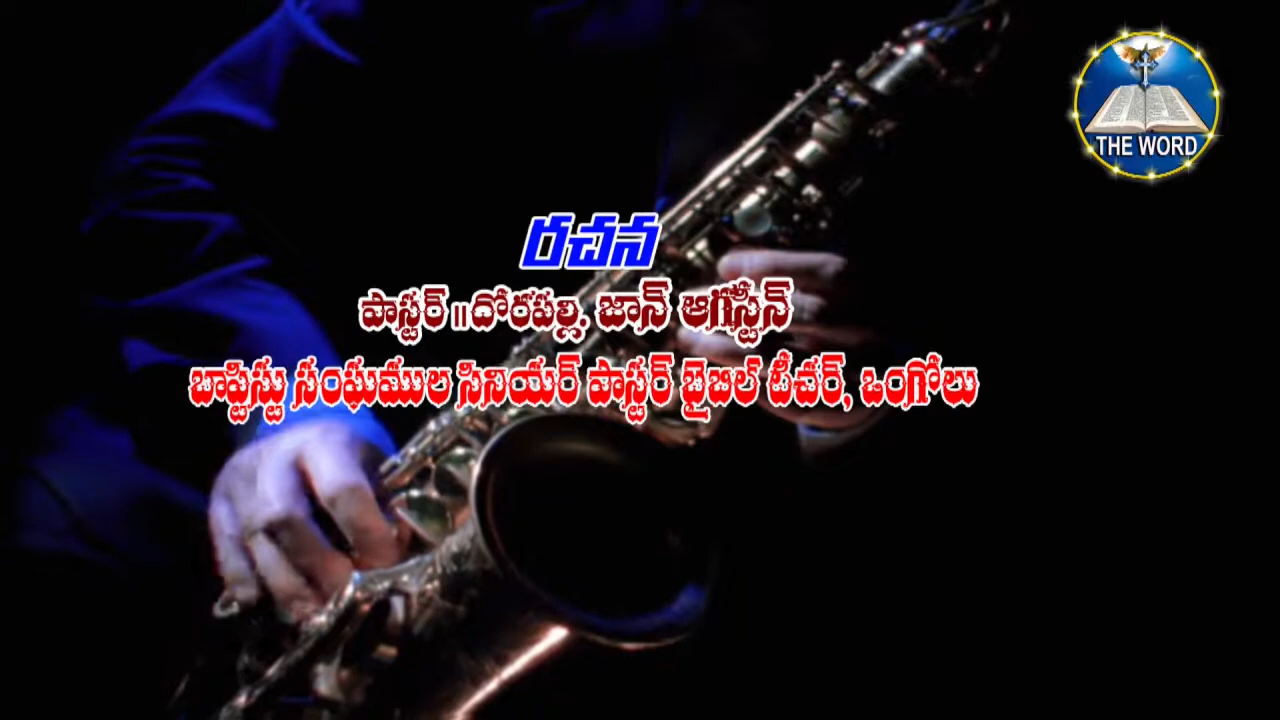 THE WORD
రచన
పాస్టర్ ॥దోరపల్లి. జాన్ ఆగస్టీన్
బాప్టిస్టు సంఘముల సినియర్ పాస్టర్ బైబిల్ టీచర్, ఒంగోలు